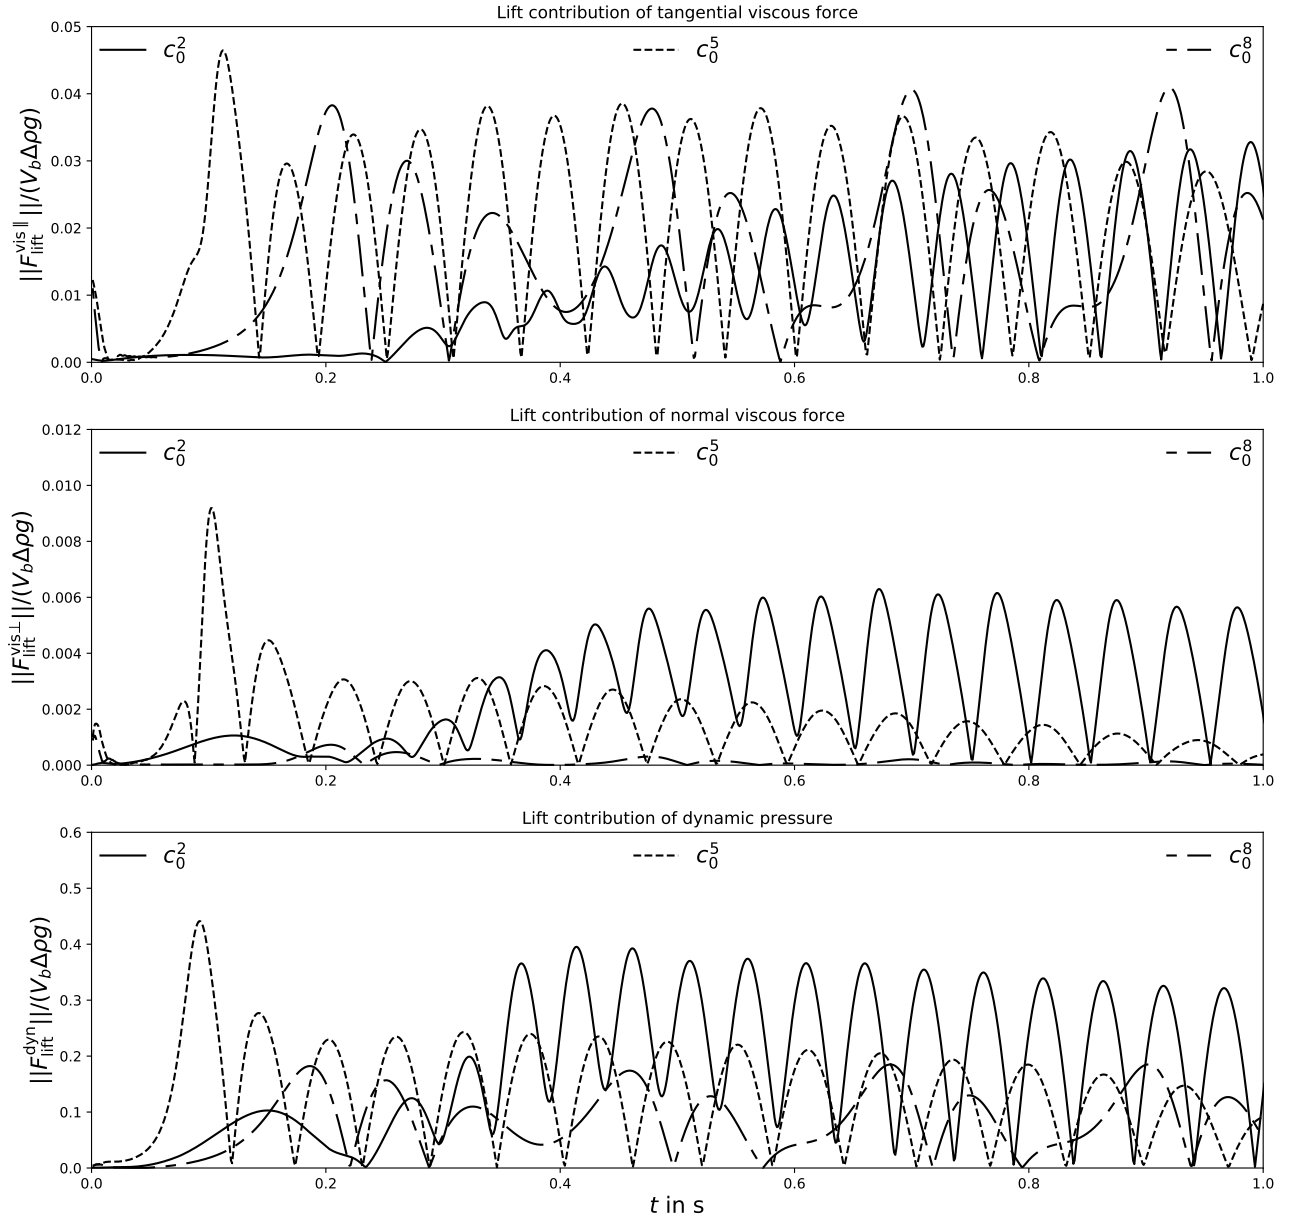 Lift contribution of tangential viscous force
c_0^2 c_0^5 c_0^8
||F_lift^vis∥||/(V_bΔρg)
0.05
0.04
0.03
0.02
0.01
0.00
0.0 0.2 0.4 0.6 0.8 1.0
Lift contribution of normal viscous force
c_0^2 c_0^5 c_0^8
||F_lift^vis⊥||/(V_bΔρg)
0.012
0.010
0.008
0.006
0.004
0.002
0.000
0.0 0.2 0.4 0.6 0.8 1.0
Lift contribution of dynamic pressure
c_0^2 c_0^5 c_0^8
||F_lift^dyn||/(V_bΔρg)
0.6
0.5
0.4
0.3
0.2
0.1
0.0
0.0 0.2 0.4 0.6 0.8 1.0
t in s